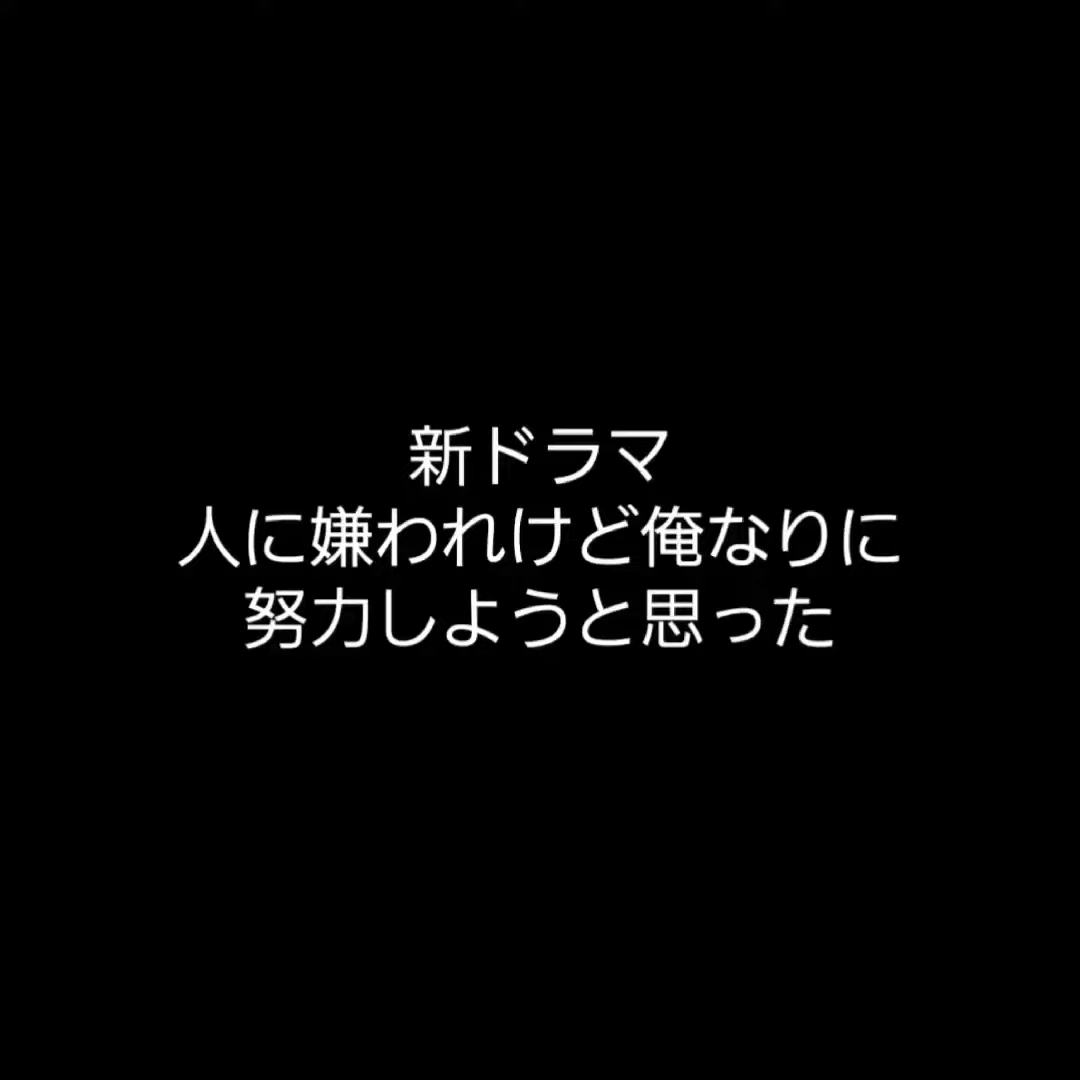 新ドラマ
人に嫌われけど俺なりに
努力しようと思った